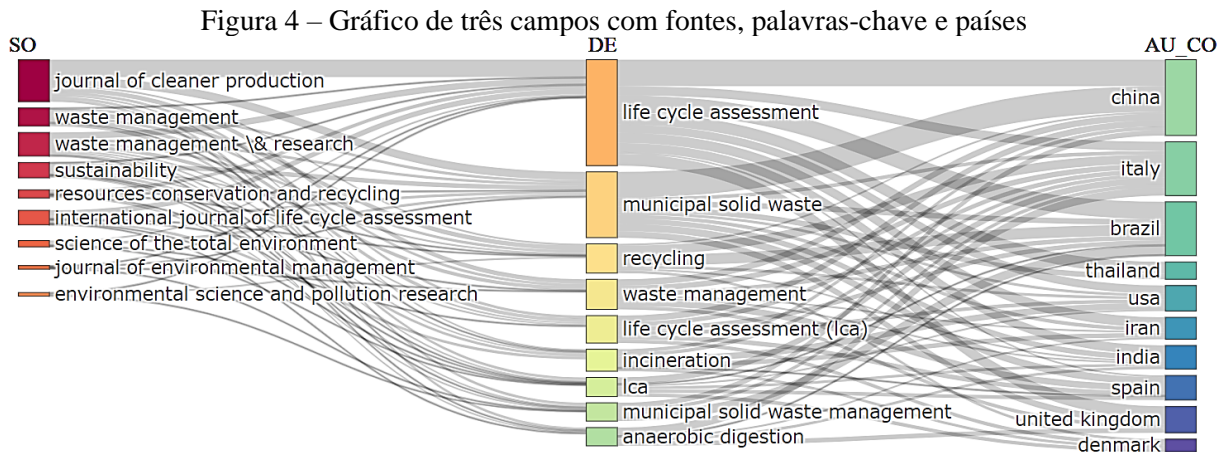 Figura 4 – Gráfico de três campos com fontes, palavras-chave e países
SO
DE
AU_CO
journal of cleaner production
waste management
waste management \& research
sustainability
resources conservation and recycling
international journal of life cycle assessment
science of the total environment
journal of environmental management
environmental science and pollution research
life cycle assessment
municipal solid waste
recycling
waste management
life cycle assessment (lca)
incineration
lca
municipal solid waste management
anaerobic digestion
china
italy
brazil
thailand
usa
iran
india
spain
united kingdom
denmark